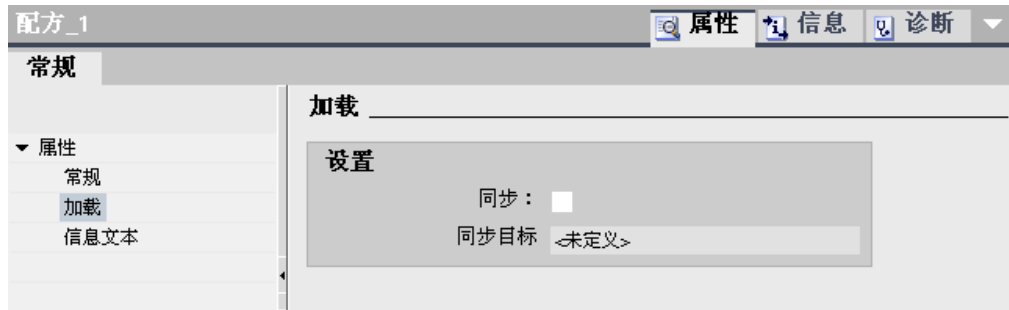 配方_1
属性 信息 诊断
常规
加载
属性
常规
加载
信息文本
设置
同步：
同步目标 <未定义>